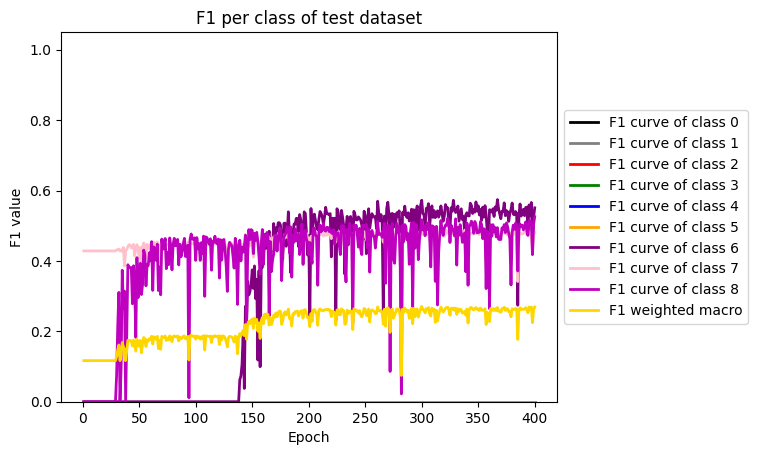 F1 per class of test dataset
F1 value
1.0
0.8
0.6
0.4
0.2
0.0
0
50
100
150
200
250
300
350
400
Epoch
F1 curve of class 0
F1 curve of class 1
F1 curve of class 2
F1 curve of class 3
F1 curve of class 4
F1 curve of class 5
F1 curve of class 6
F1 curve of class 7
F1 curve of class 8
F1 weighted macro